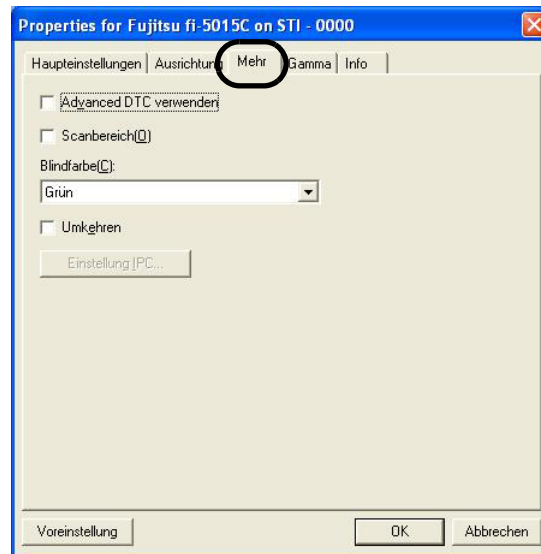 Properties for Fujitsu fi-5015C on STI - 0000
Haupteinstellungen Ausrichtung Mehr Gamma Info
Advanced DTC verwenden
Scanbereich(O)
Blindfarbe(C):
Grün
Umkehren
Einstellung IPC...
Voreinstellung OK Abbrechen